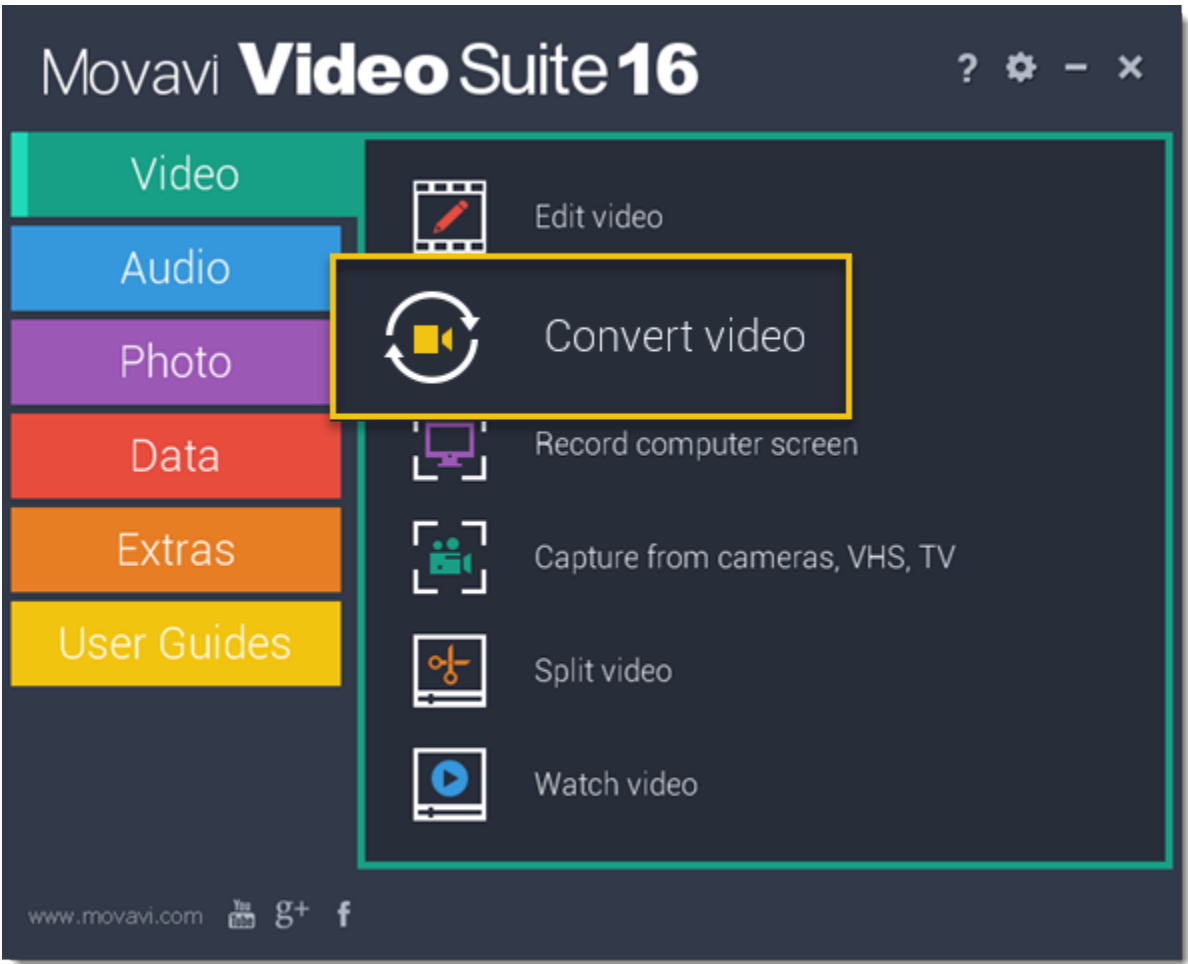 Movavi Video Suite 16
?
Video
Audio
Photo
Data
Extras
User Guides
Edit video
Convert video
Record computer screen
Capture from cameras, VHS, TV
Split video
Watch video
www.movavi.com You Tube g+ f